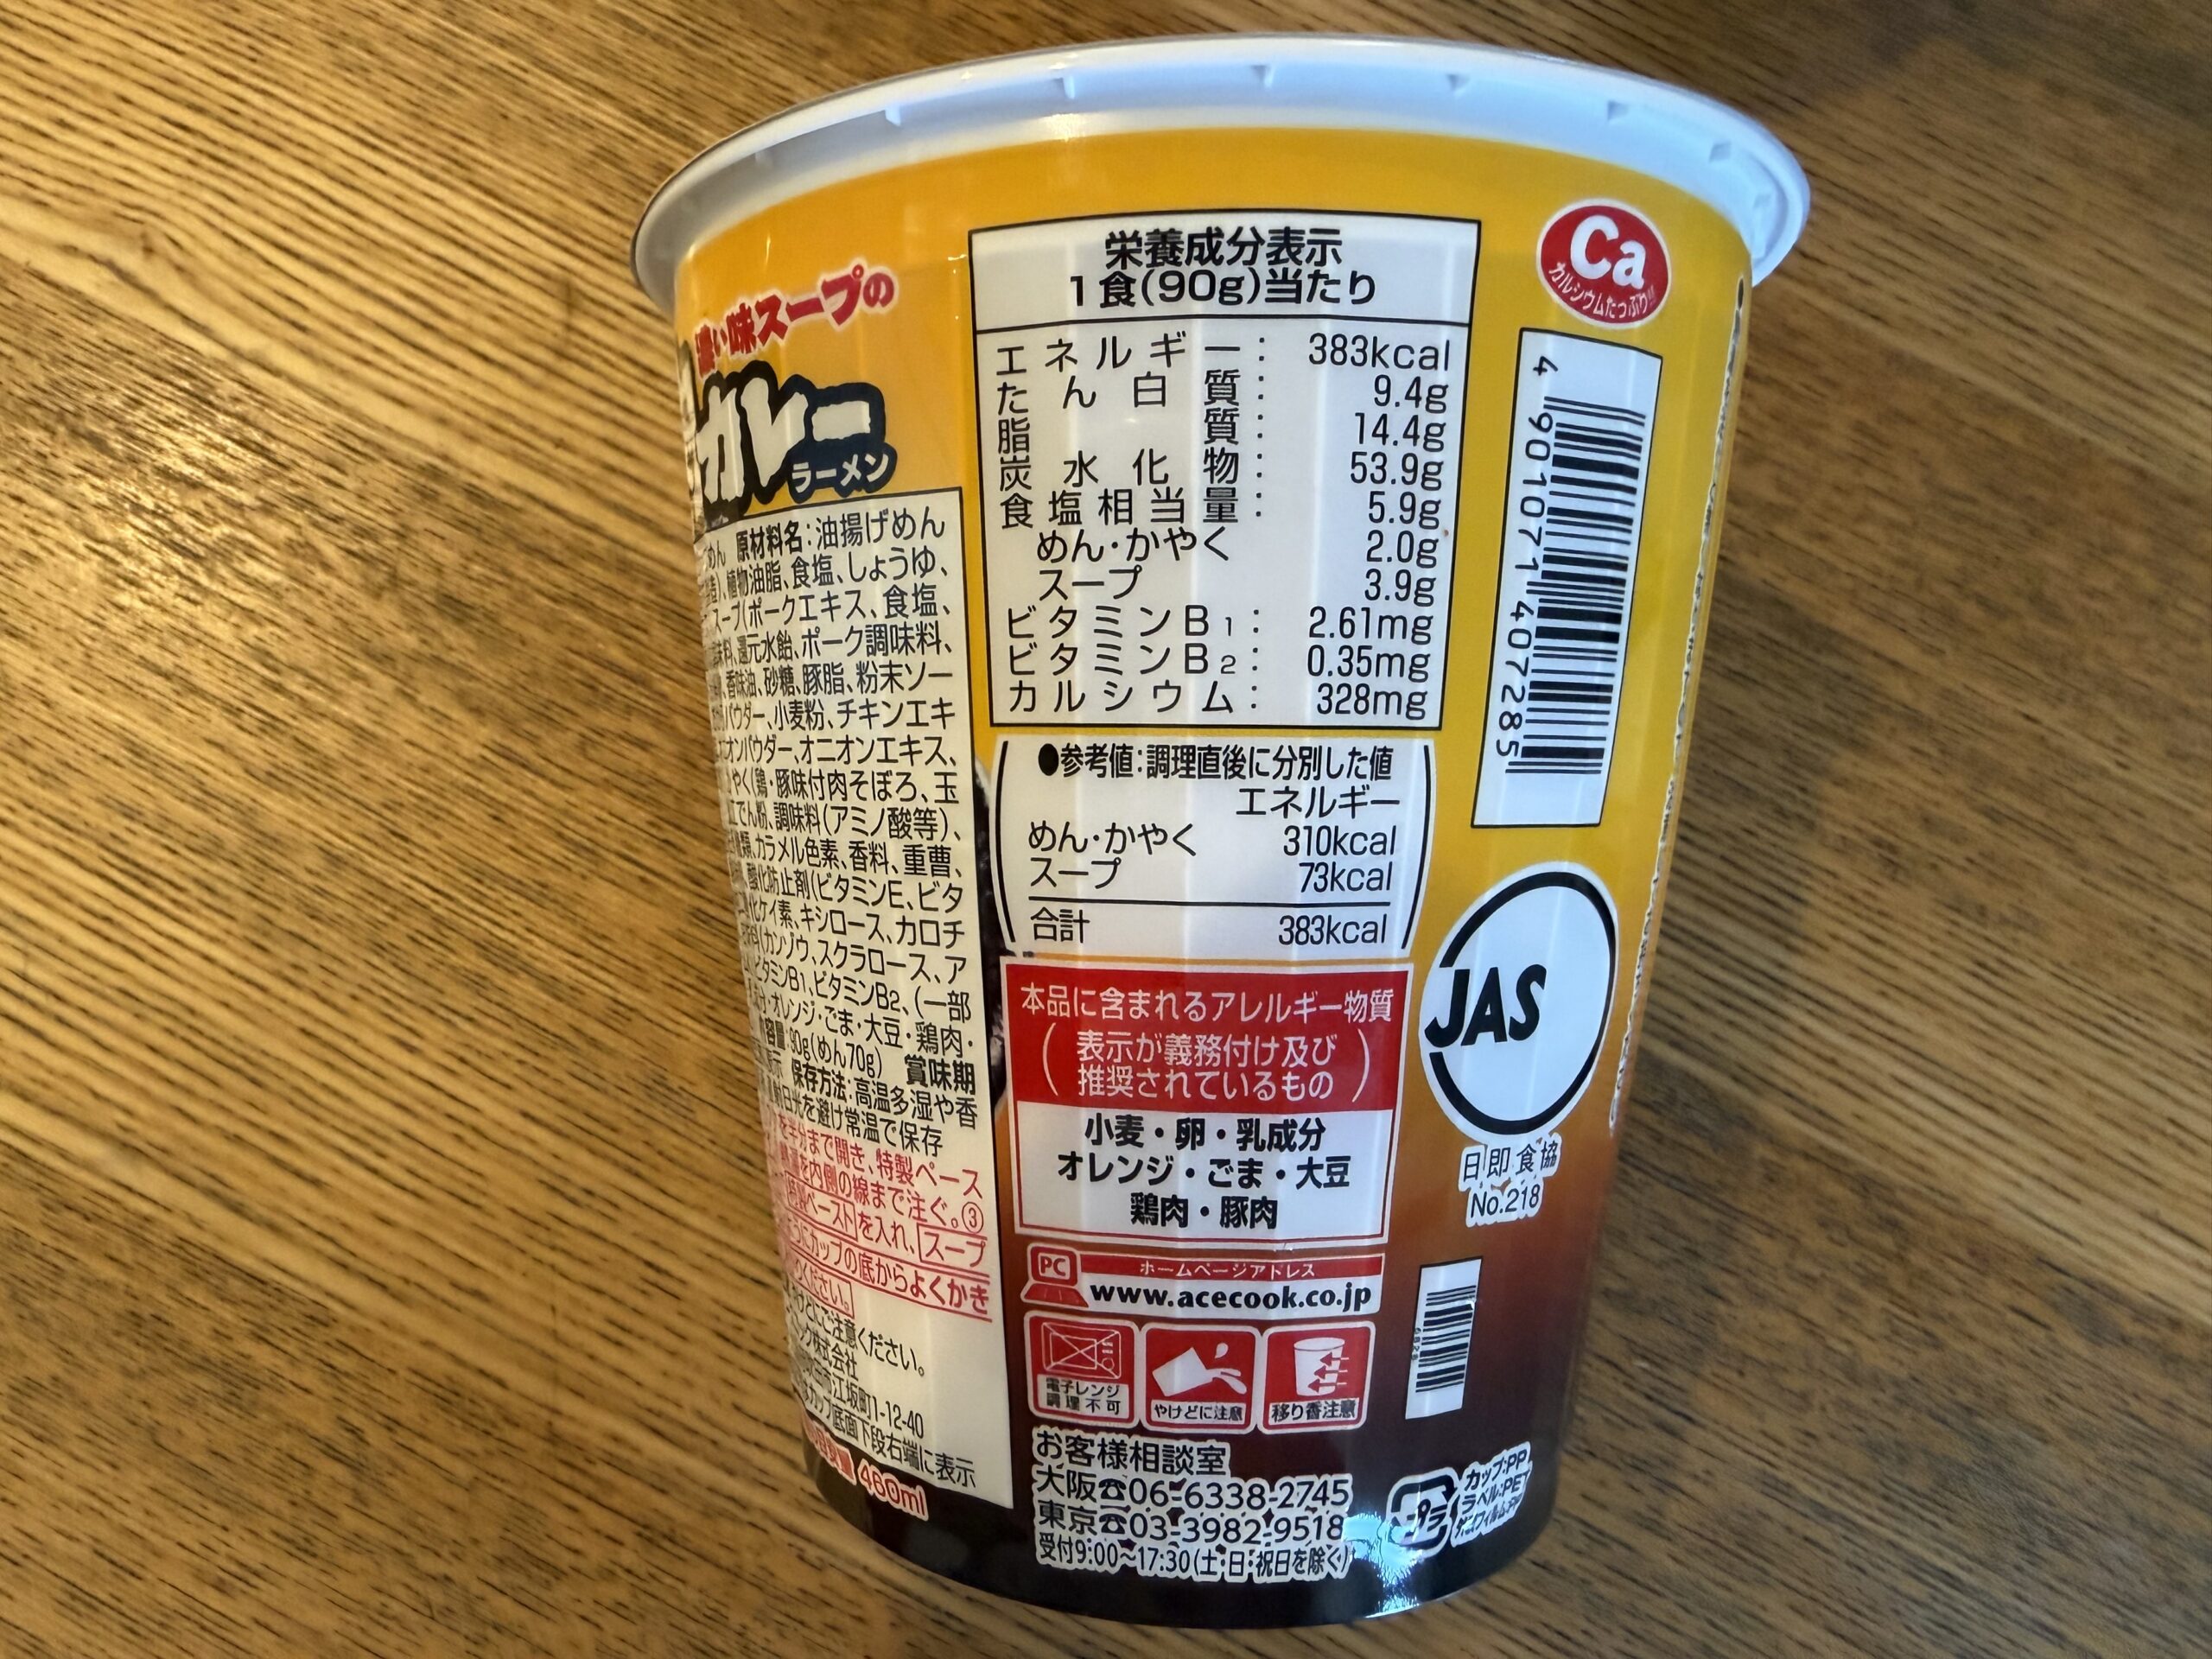 味スープの
カレー
ラーメン
めん 原材料名:油揚げめん
、植物油脂、食塩、しょうゆ、
スープ(ポークエキス、食塩、
味料、還元水飴、ポーク調味料、
香味油、砂糖、豚脂、粉末ソー
パウダー、小麦粉、チキンエキ
オンパウダー、オニオンエキス、
やく(鶏・豚味付肉そぼろ、玉
でん粉、調味料(アミノ酸等)、
類、カラメル色素、香料、重曹、
酸化防止剤(ビタミンE、ビタ
ケイ素、キシロース、カロチ
料(カンゾウ、スクラロース、ア
ビタミンB1、ビタミンB2、(一部
・オレンジ・ごま・大豆・鶏肉・
容量:90g(めん70g) 賞味期
示 保存方法:高温多湿や香
日光を避け常温で保存
を半分まで開き、特製ペース
を内側の線まで注ぐ。③
ペーストを入れ、スープ
うにカップの底からよくかき
ください。
やけどにご注意ください。
株式会社
江坂町1-12-40
カップ底面下段右端に表示
460ml
栄養成分表示
1食(90g)当たり
エネルギー: 383kcal
たん白質: 9.4g
脂質: 14.4g
炭水化物: 53.9g
食塩相当量: 5.9g
めん・かやく 2.0g
スープ 3.9g
ビタミンB1: 2.61mg
ビタミンB2: 0.35mg
カルシウム: 328mg
●参考値:調理直後に分別した値
エネルギー
めん・かやく 310kcal
スープ 73kcal
合計 383kcal
本品に含まれるアレルギー物質
(表示が義務付け及び
推奨されているもの)
小麦・卵・乳成分
オレンジ・ごま・大豆
鶏肉・豚肉
PC ホームページアドレス
www.acecook.co.jp
電子レンジ
調理不可
やけどに注意
移り香注意
お客様相談室
大阪☎06-6338-2745
東京☎03-3982-9518
受付9:00~17:30(土・日・祝日を除く)
Ca
カルシウムたっぷり!!
4 901071 407285
JAS
日即食協
No.218
プラ
カップ:PP
ラベル:PET